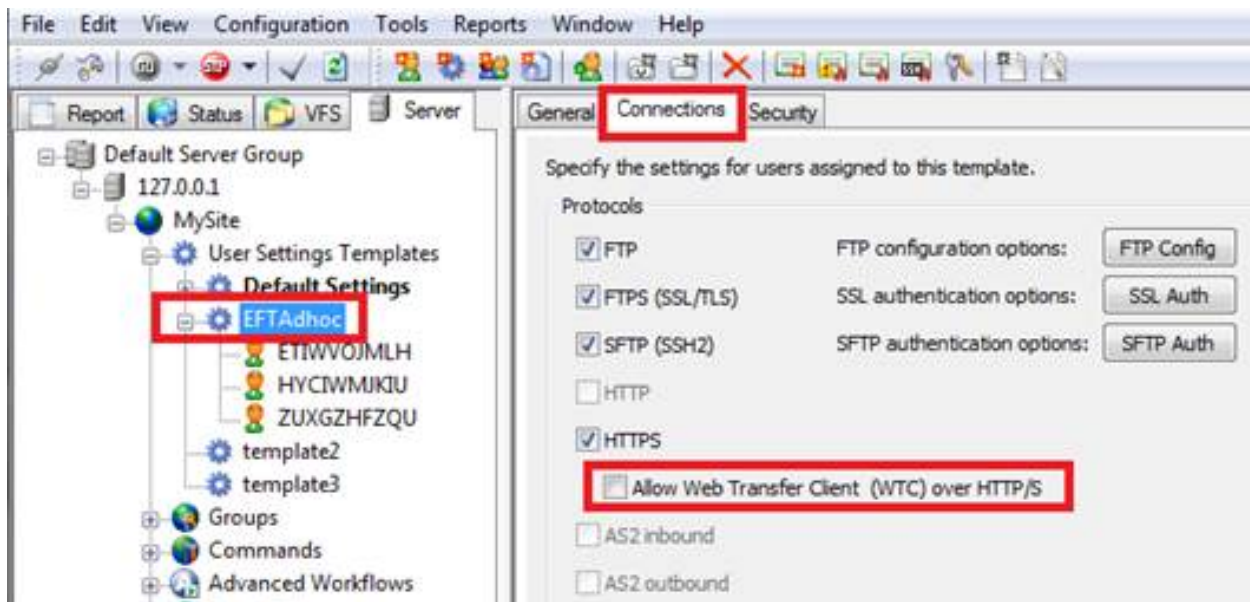 File Edit View Configuration Tools Reports Window Help
Report Status VFS Server
Default Server Group
127.0.0.1
MySite
User Settings Templates
Default Settings
EFTAdhoc
ETIWVOJMLH
HYCIWMJKIU
ZUXGZHFZQU
template2
template3
Groups
Commands
Advanced Workflows
General Connections Security
Specify the settings for users assigned to this template.
Protocols
FTP FTP configuration options: FTP Config
FTPS (SSL/TLS) SSL authentication options: SSL Auth
SFTP (SSH2) SFTP authentication options: SFTP Auth
HTTP
HTTPS
Allow Web Transfer Client (WTC) over HTTP/S
AS2 inbound
AS2 outbound